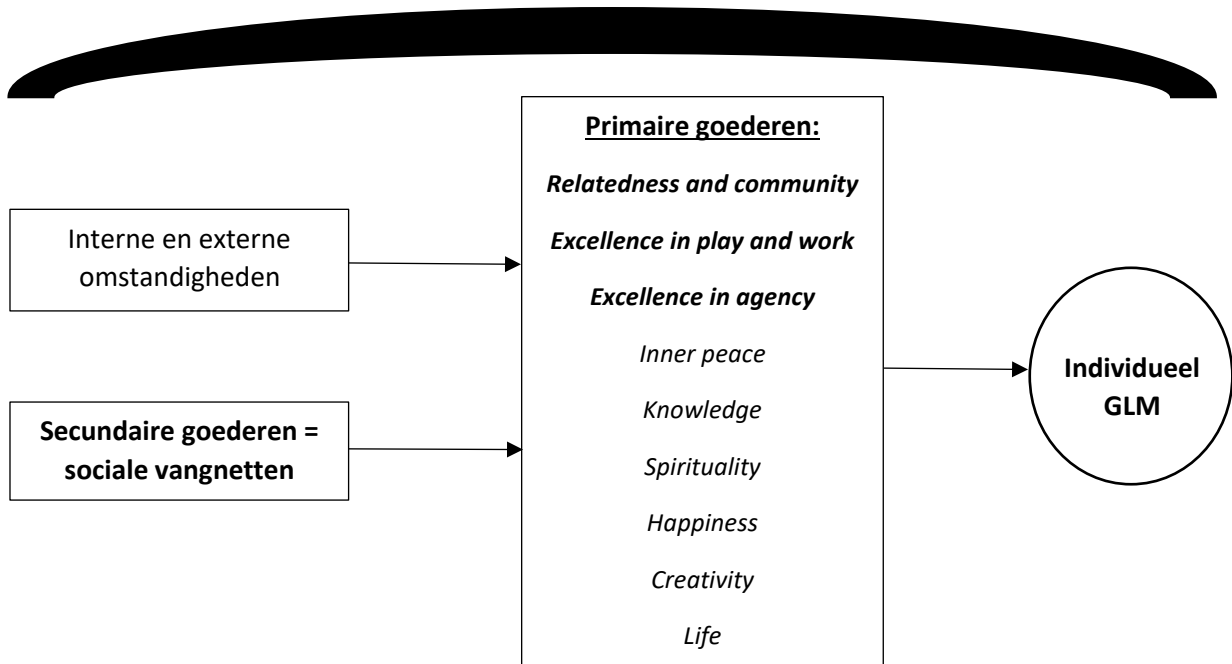 Interne en externe
omstandigheden
Secundaire goederen =
sociale vangnetten
Primaire goederen:
Relatedness and community
Excellence in play and work
Excellence in agency
Inner peace
Knowledge
Spirituality
Happiness
Creativity
Life
Individueel
GLM